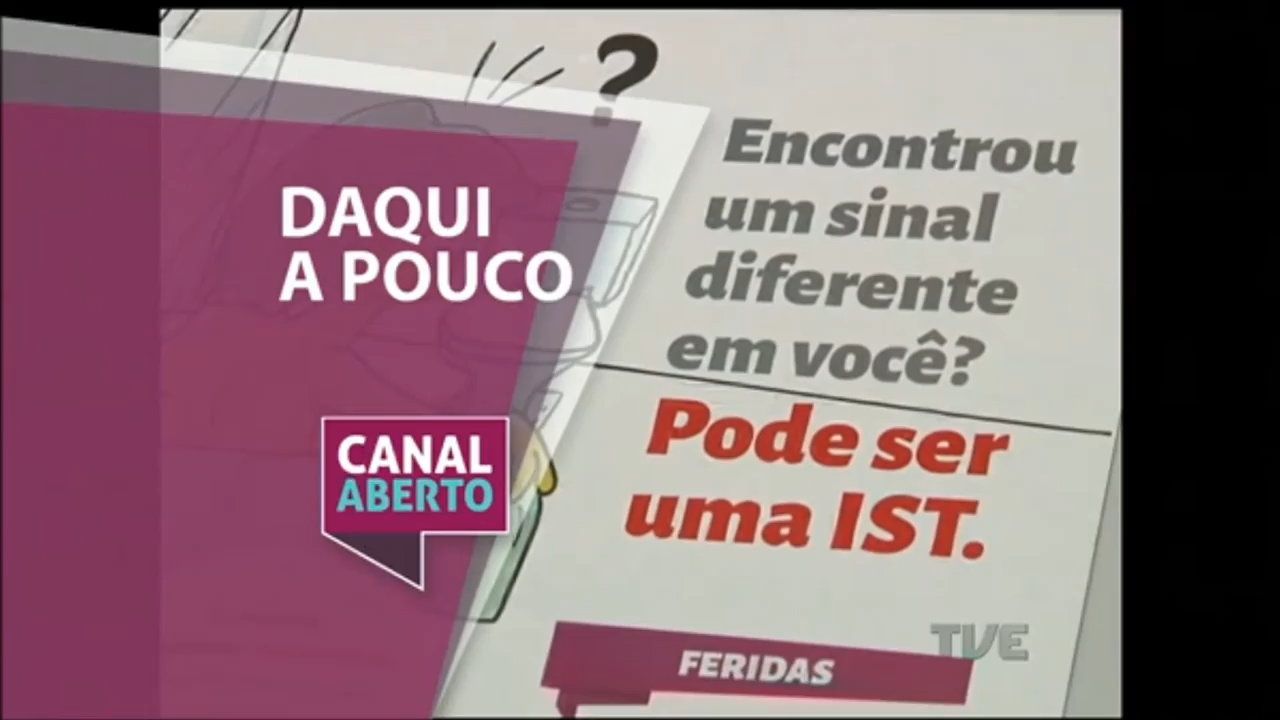 DAQUI
A POUCO
CANAL
ABERTO
?
Encontrou
um sinal
diferente
em você?
Pode ser
uma IST.
FERIDAS
TVE